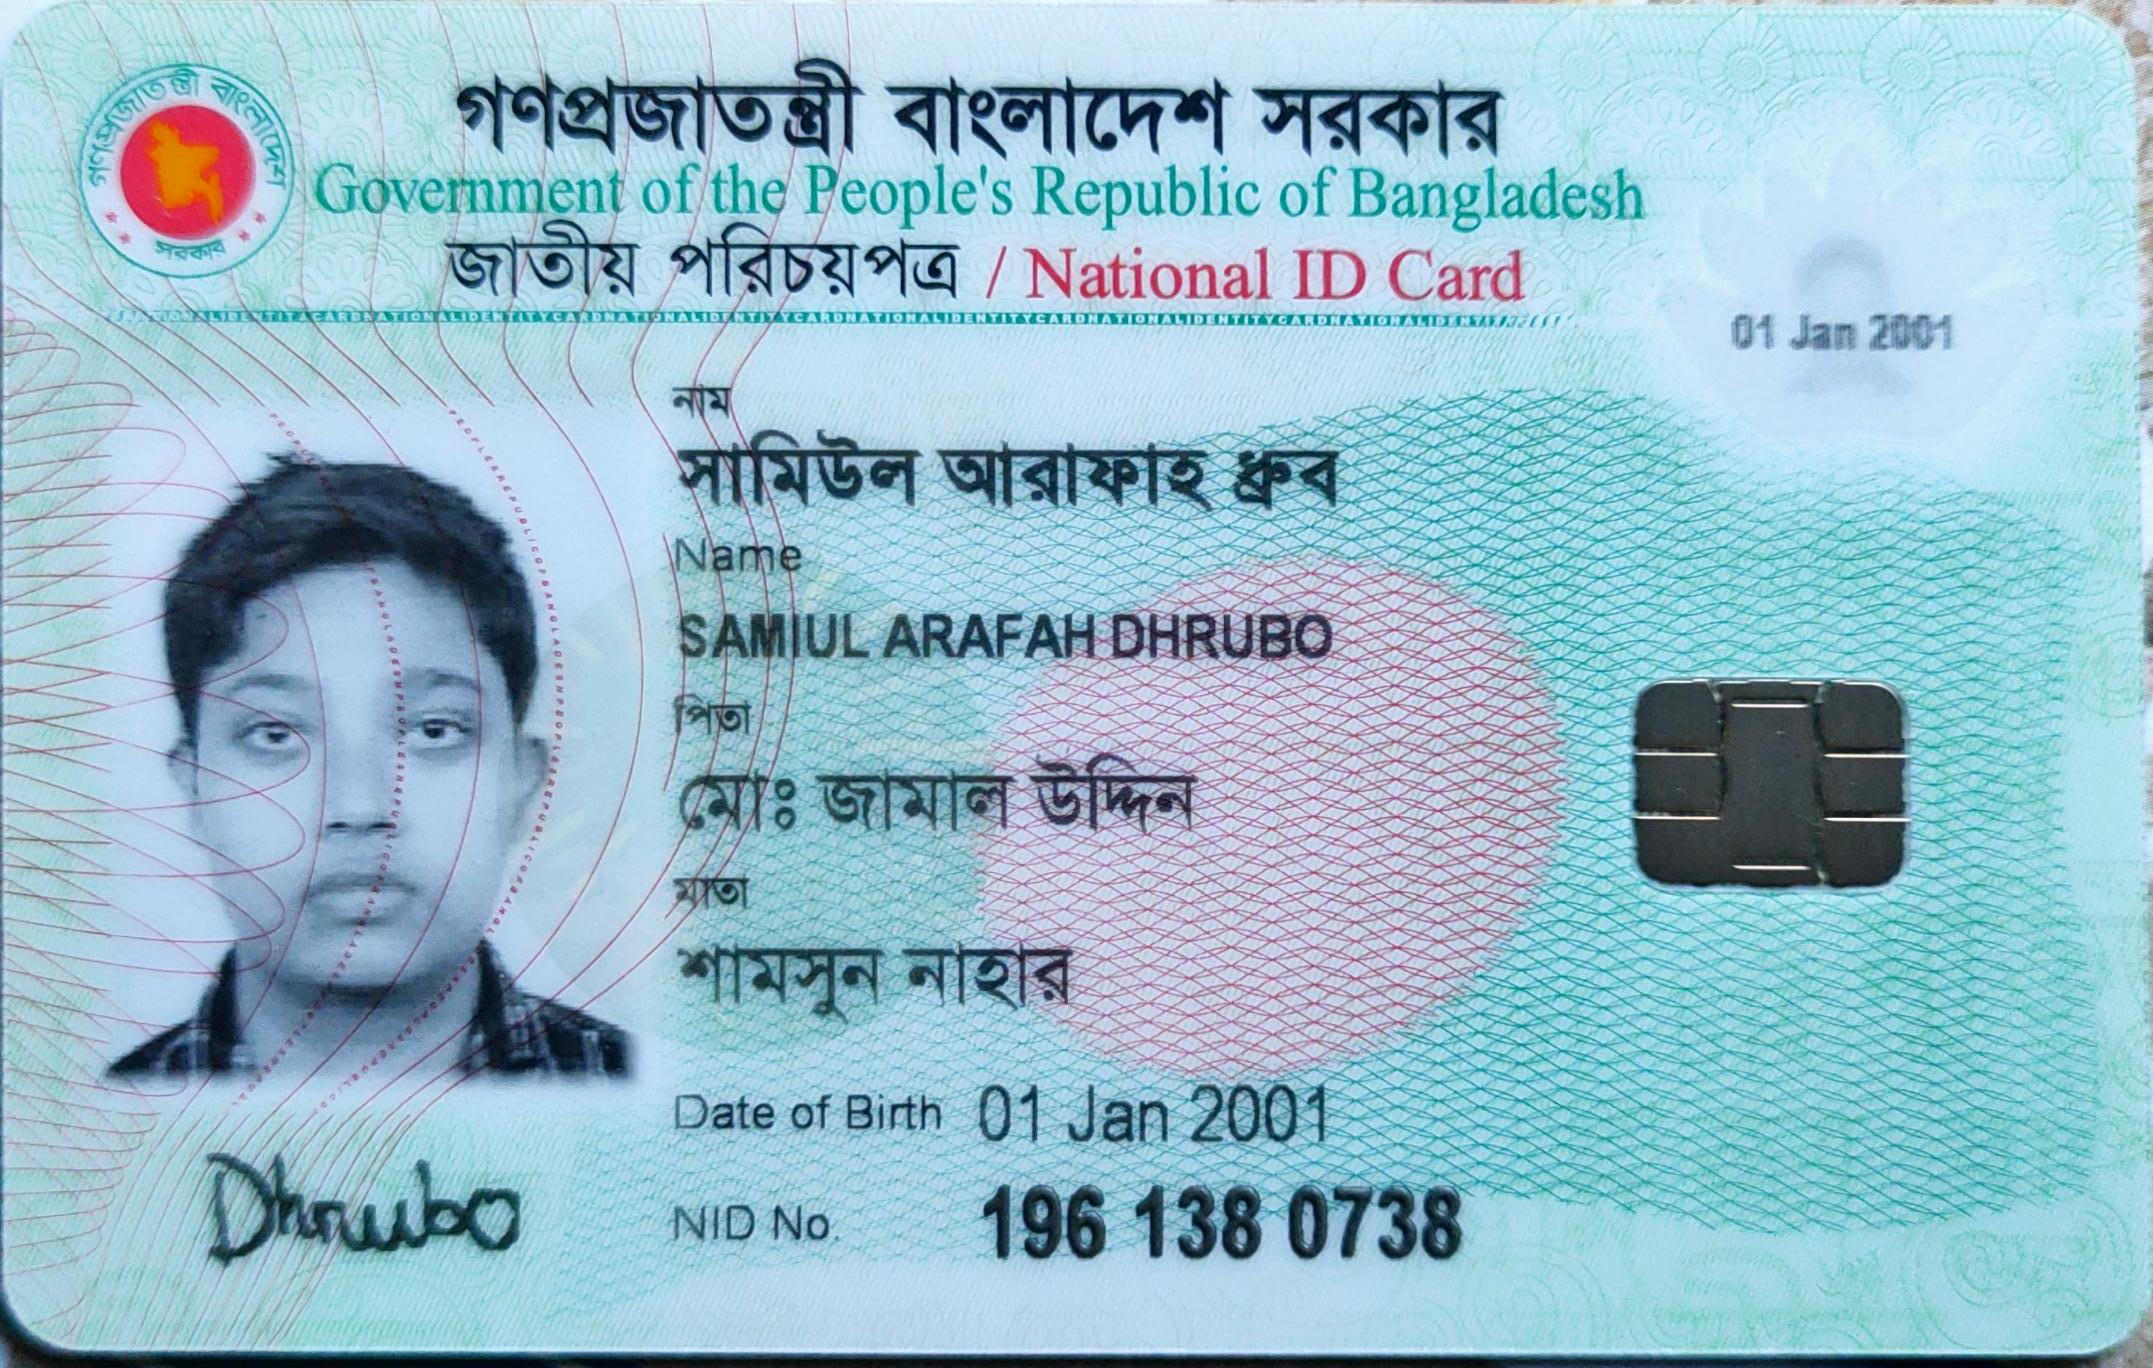 গণপ্রজাতন্ত্রী বাংলাদেশ সরকার
Government of the People's Republic of Bangladesh
জাতীয় পরিচয়পত্র / National ID Card
গণপ্রজাতন্ত্রী বাংলাদেশ
সরকার
01 Jan 2001
নাম
সামিউল আরাফাহ ধ্রুব
Name
SAMIUL ARAFAH DHRUBO
পিতা
মোঃ জামাল উদ্দিন
মাতা
শামসুন নাহার
Date of Birth 01 Jan 2001
Dhrubo
NID No. 196 138 0738